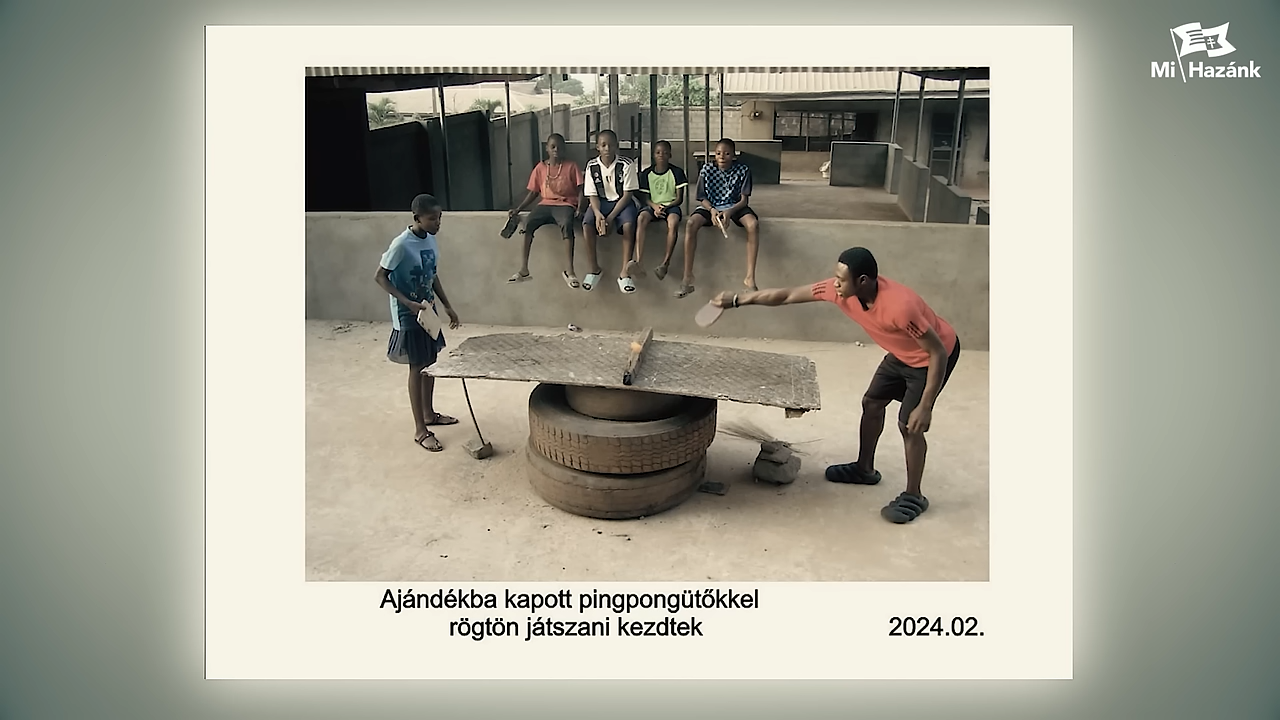 Mi Hazánk
Ajándékba kapott pingpongütőkkel
rögtön játszani kezdtek
2024.02.